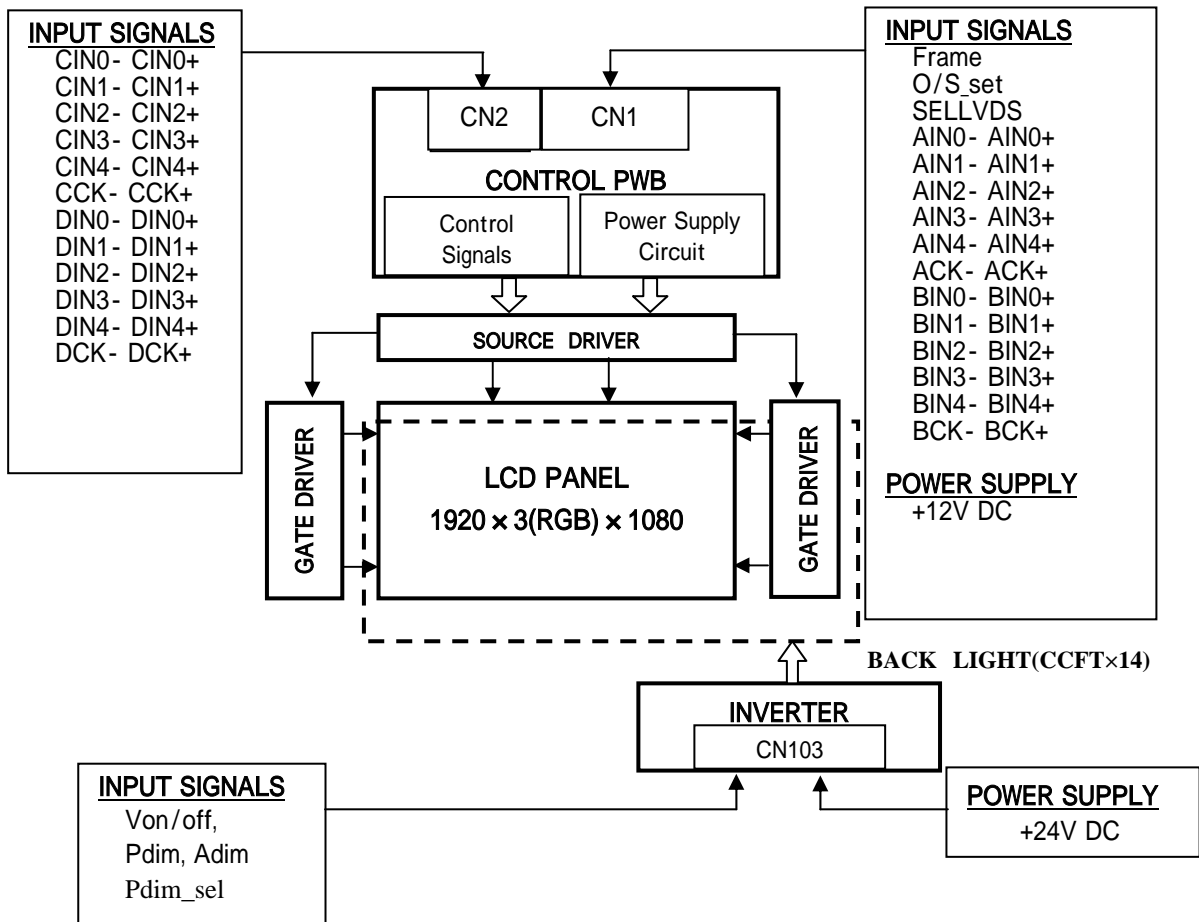 INPUT SIGNALS
CIN0- CIN0+
CIN1- CIN1+
CIN2- CIN2+
CIN3- CIN3+
CIN4- CIN4+
CCK- CCK+
DIN0- DIN0+
DIN1- DIN1+
DIN2- DIN2+
DIN3- DIN3+
DIN4- DIN4+
DCK- DCK+
CN2
CN1
CONTROL PWB
Control
Signals
Power Supply
Circuit
INPUT SIGNALS
Frame
O/S_set
SELLVDS
AIN0- AIN0+
AIN1- AIN1+
AIN2- AIN2+
AIN3- AIN3+
AIN4- AIN4+
ACK- ACK+
BIN0- BIN0+
BIN1- BIN1+
BIN2- BIN2+
BIN3- BIN3+
BIN4- BIN4+
BCK- BCK+
POWER SUPPLY
+12V DC
SOURCE DRIVER
GATE DRIVER
LCD PANEL
1920 × 3(RGB) × 1080
GATE DRIVER
BACK LIGHT(CCFT×14)
INVERTER
CN103
INPUT SIGNALS
Von/off,
Pdim, Adim
Pdim_sel
POWER SUPPLY
+24V DC